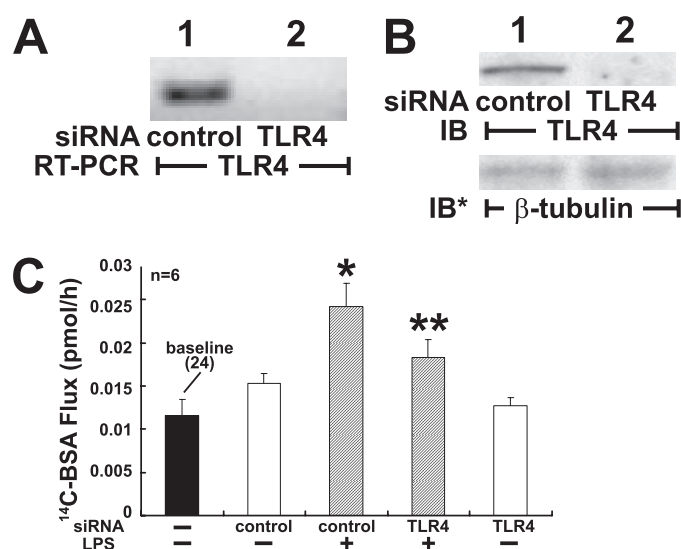 A
1 2
siRNA control TLR4
RT-PCR TLR4
B
1 2
siRNA control TLR4
IB TLR4
IB* β-tubulin
C
14C-BSA Flux (pmol/h)
0.03
0.025
0.02
0.015
0.01
0.005
0
n=6
baseline
(24)
*
**
siRNA – control control TLR4 TLR4
LPS – – + + –